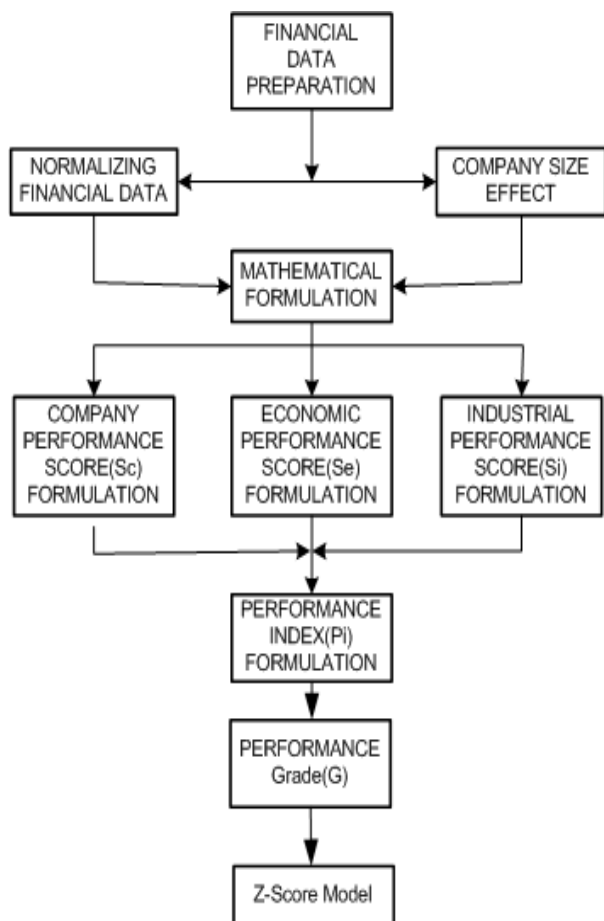 FINANCIAL
DATA
PREPARATION
NORMALIZING
FINANCIAL DATA
COMPANY SIZE
EFFECT
MATHEMATICAL
FORMULATION
COMPANY
PERFORMANCE
SCORE(Sc)
FORMULATION
ECONOMIC
PERFORMANCE
SCORE(Se)
FORMULATION
INDUSTRIAL
PERFORMANCE
SCORE(Si)
FORMULATION
PERFORMANCE
INDEX(Pi)
FORMULATION
PERFORMANCE
Grade(G)
Z-Score Model